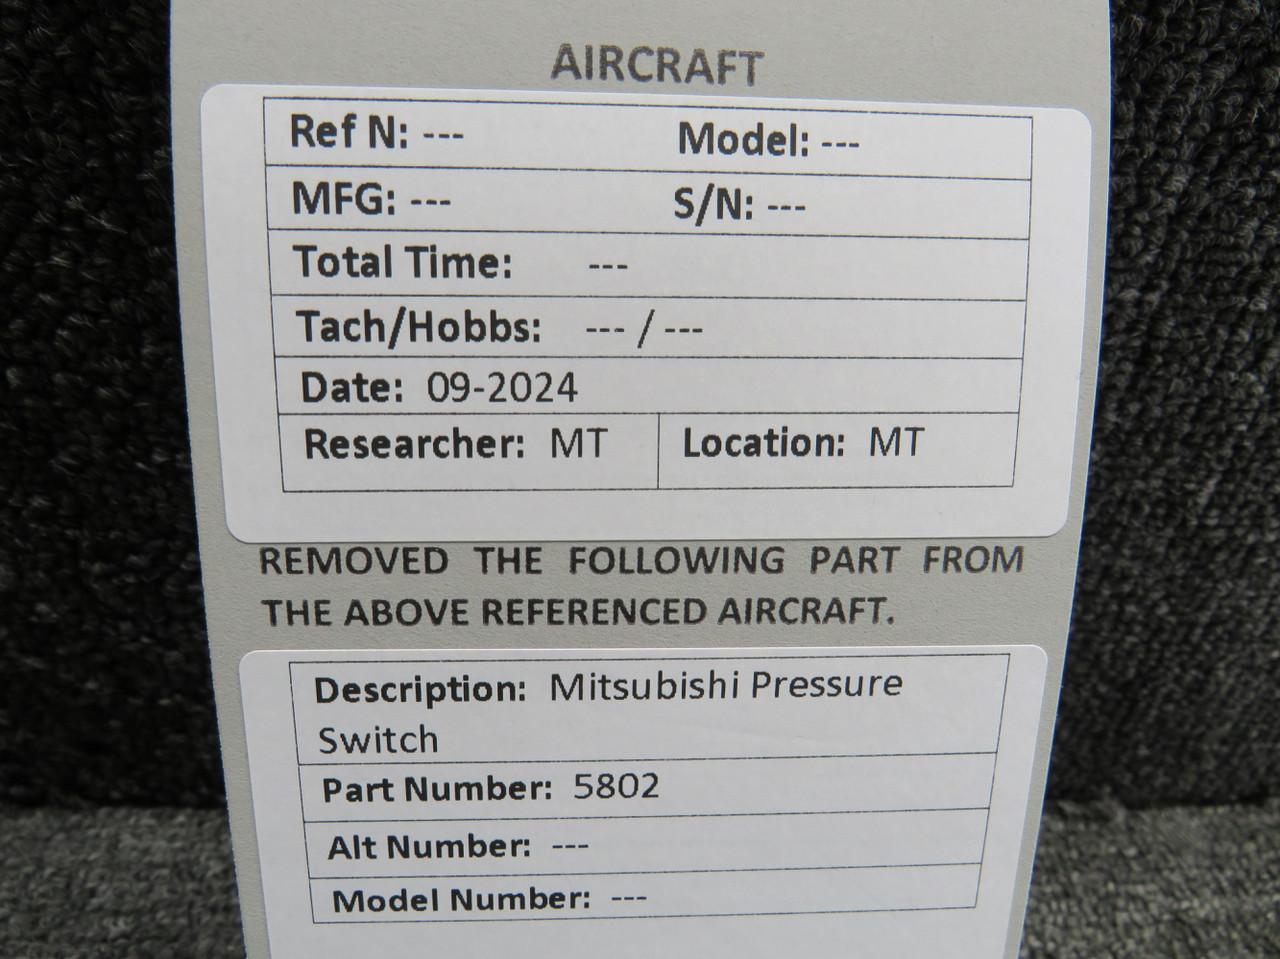 AIRCRAFT
Ref N: --- Model: ---
MFG: --- S/N: ---
Total Time: ---
Tach/Hobbs: --- / ---
Date: 09-2024
Researcher: MT Location: MT
REMOVED THE FOLLOWING PART FROM
THE ABOVE REFERENCED AIRCRAFT.
Description: Mitsubishi Pressure
Switch
Part Number: 5802
Alt Number: ---
Model Number: ---